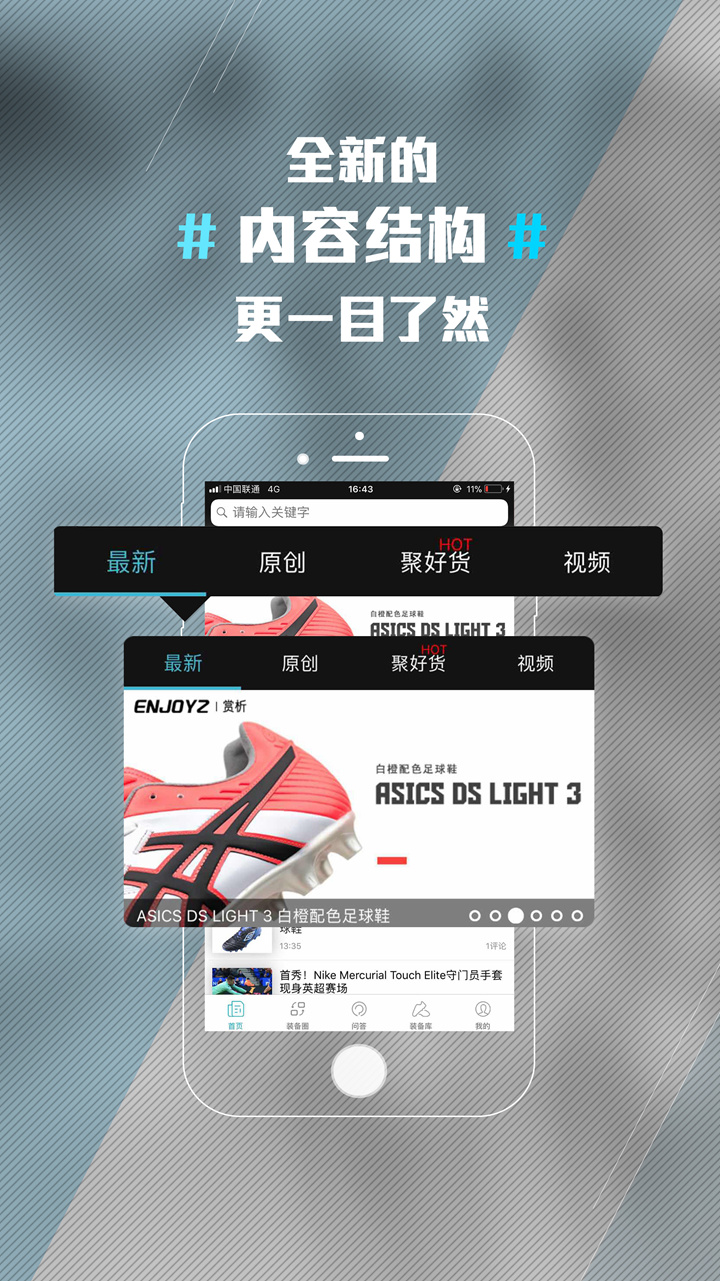 全新的
# 内容结构 #
更一目了然
中国联通 4G 16:43 11%
请输入关键字
最新 原创 聚好货 HOT 视频
白橙配色足球鞋
ASICS DS LIGHT 3
最新 原创 聚好货 HOT 视频
ENJOYZ | 赏析
白橙配色足球鞋
ASICS DS LIGHT 3
ASICS DS LIGHT 3 白橙配色足球鞋
球鞋
13:35 1评论
首秀！Nike Mercurial Touch Elite守门员手套
现身英超赛场
首页 装备圈 问答 装备库 我的